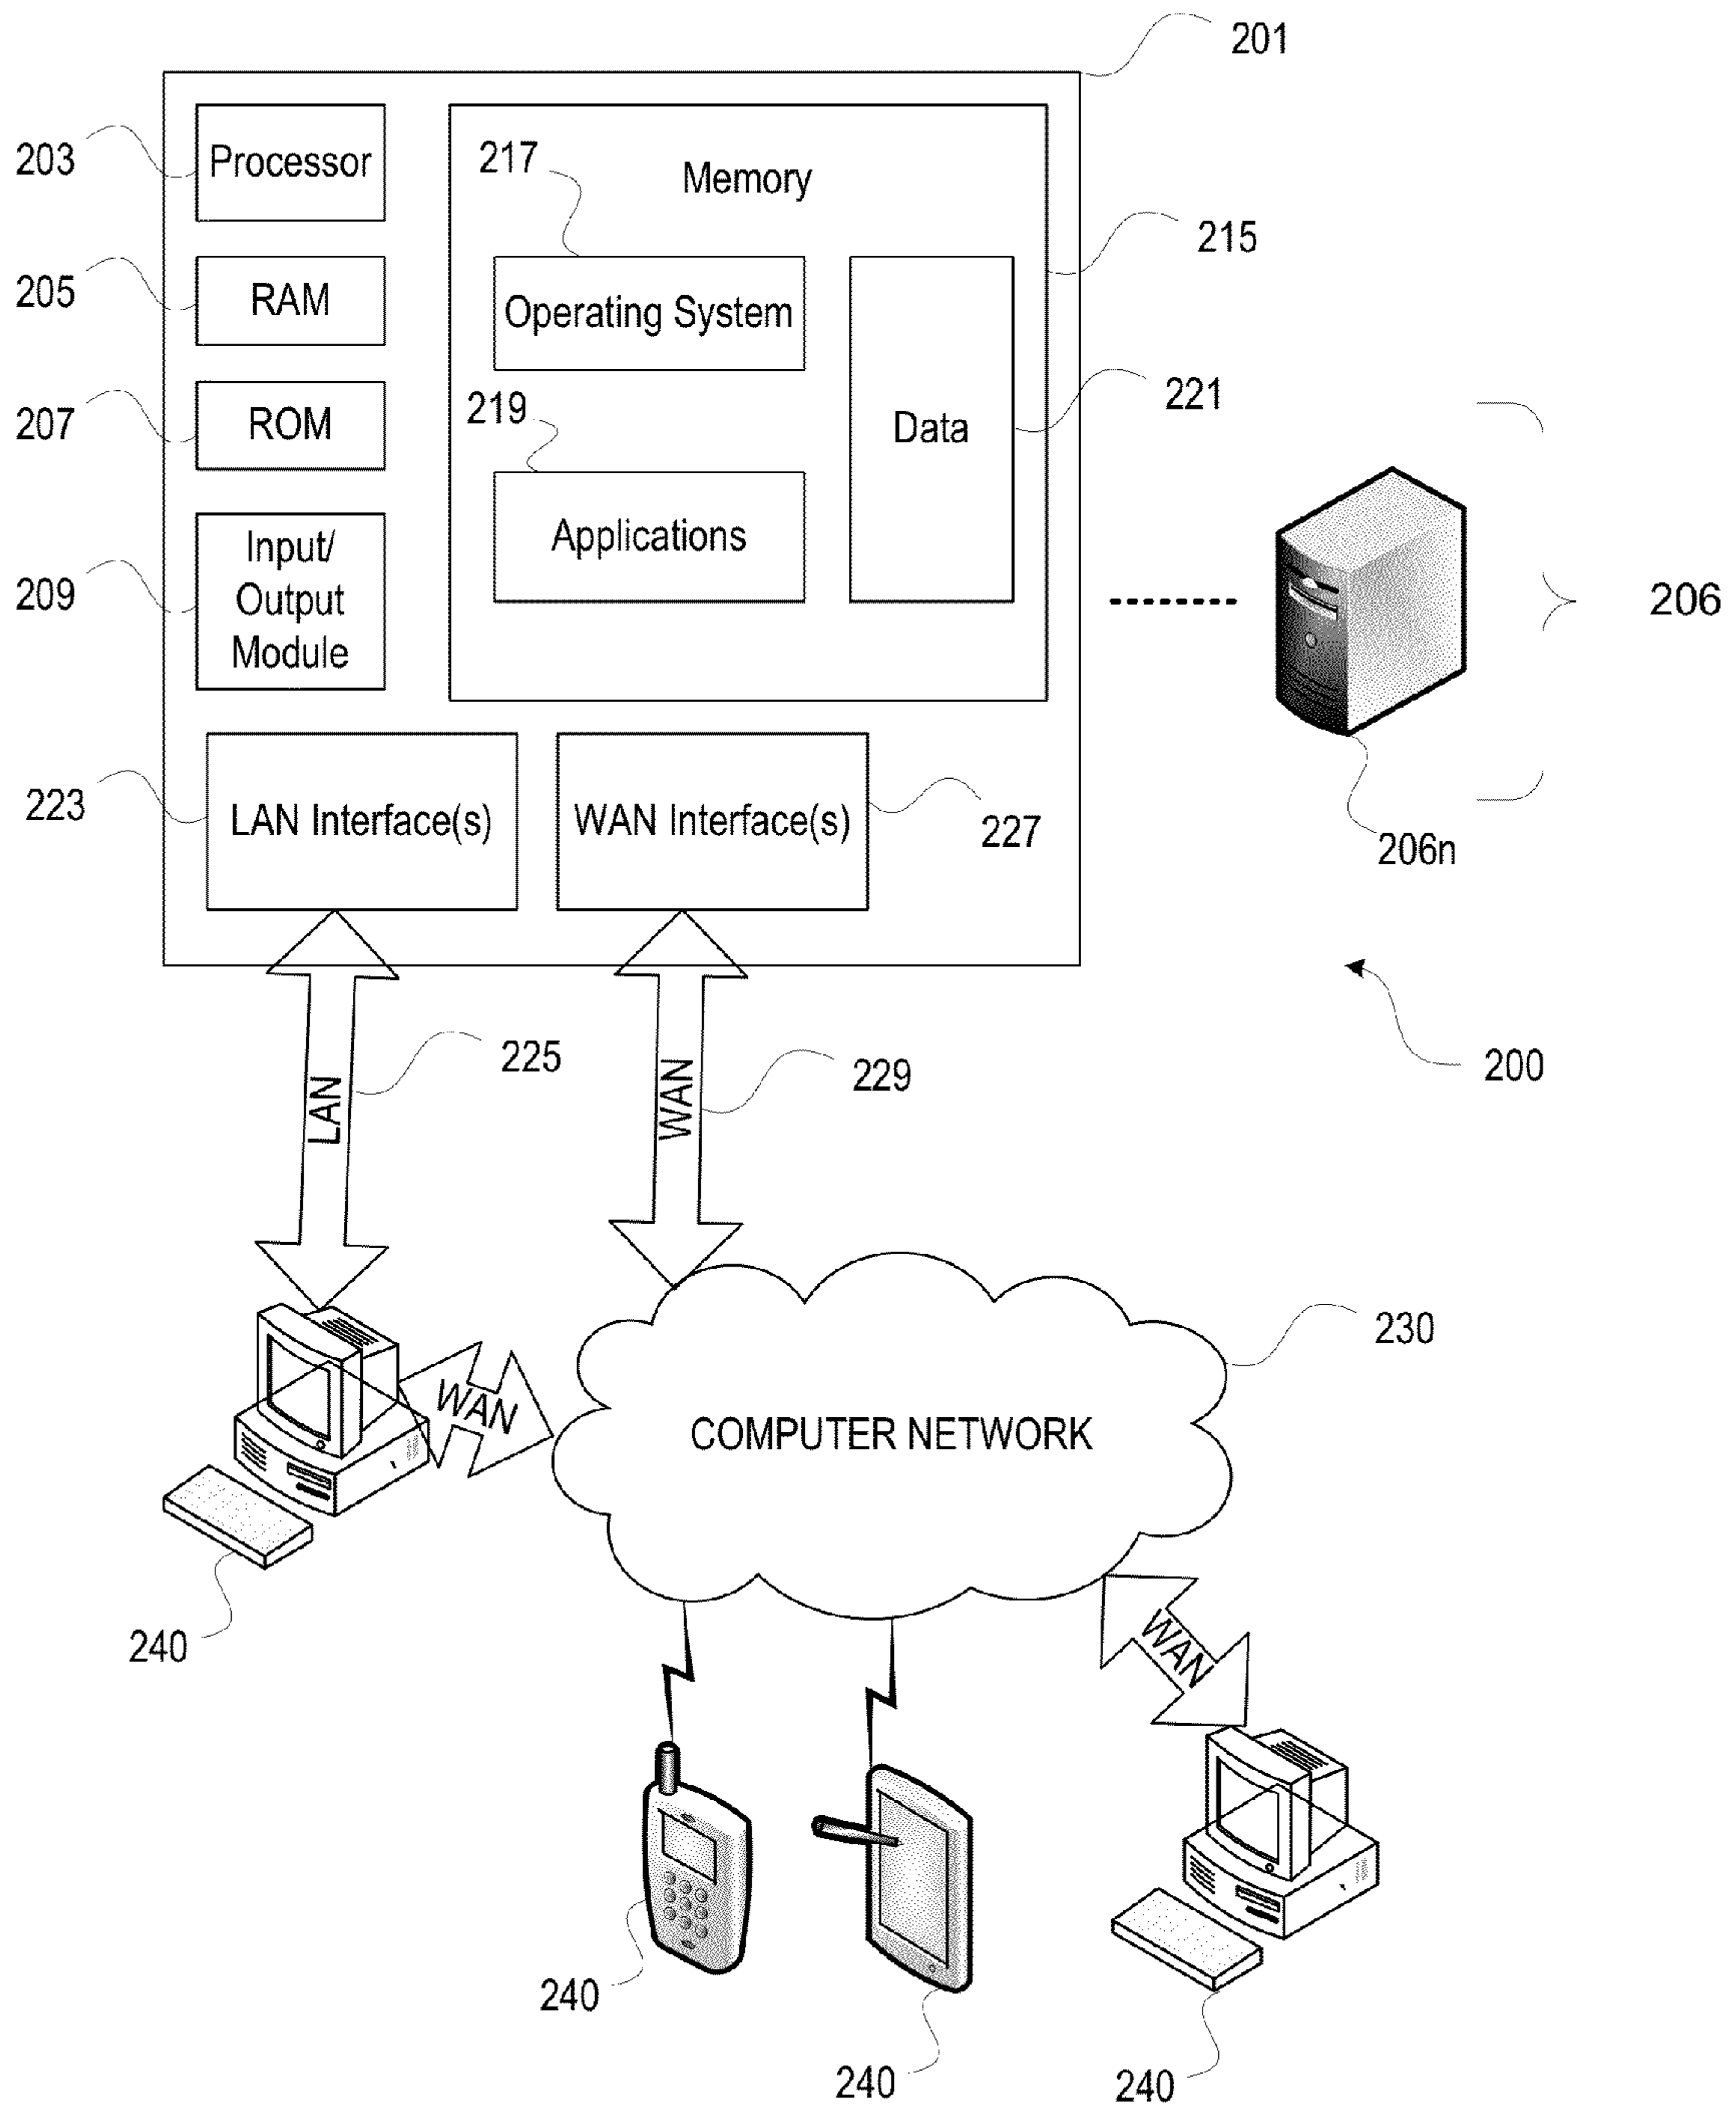 201
203
Processor
217
Memory
215
205
RAM
Operating System
221
207
ROM
219
Data
Input/
Output
Module
209
Applications
206
223
LAN Interface(s)
WAN Interface(s)
227
206n
225
229
200
LAN
WAN
230
WAN
COMPUTER NETWORK
240
WAN
240
240
240